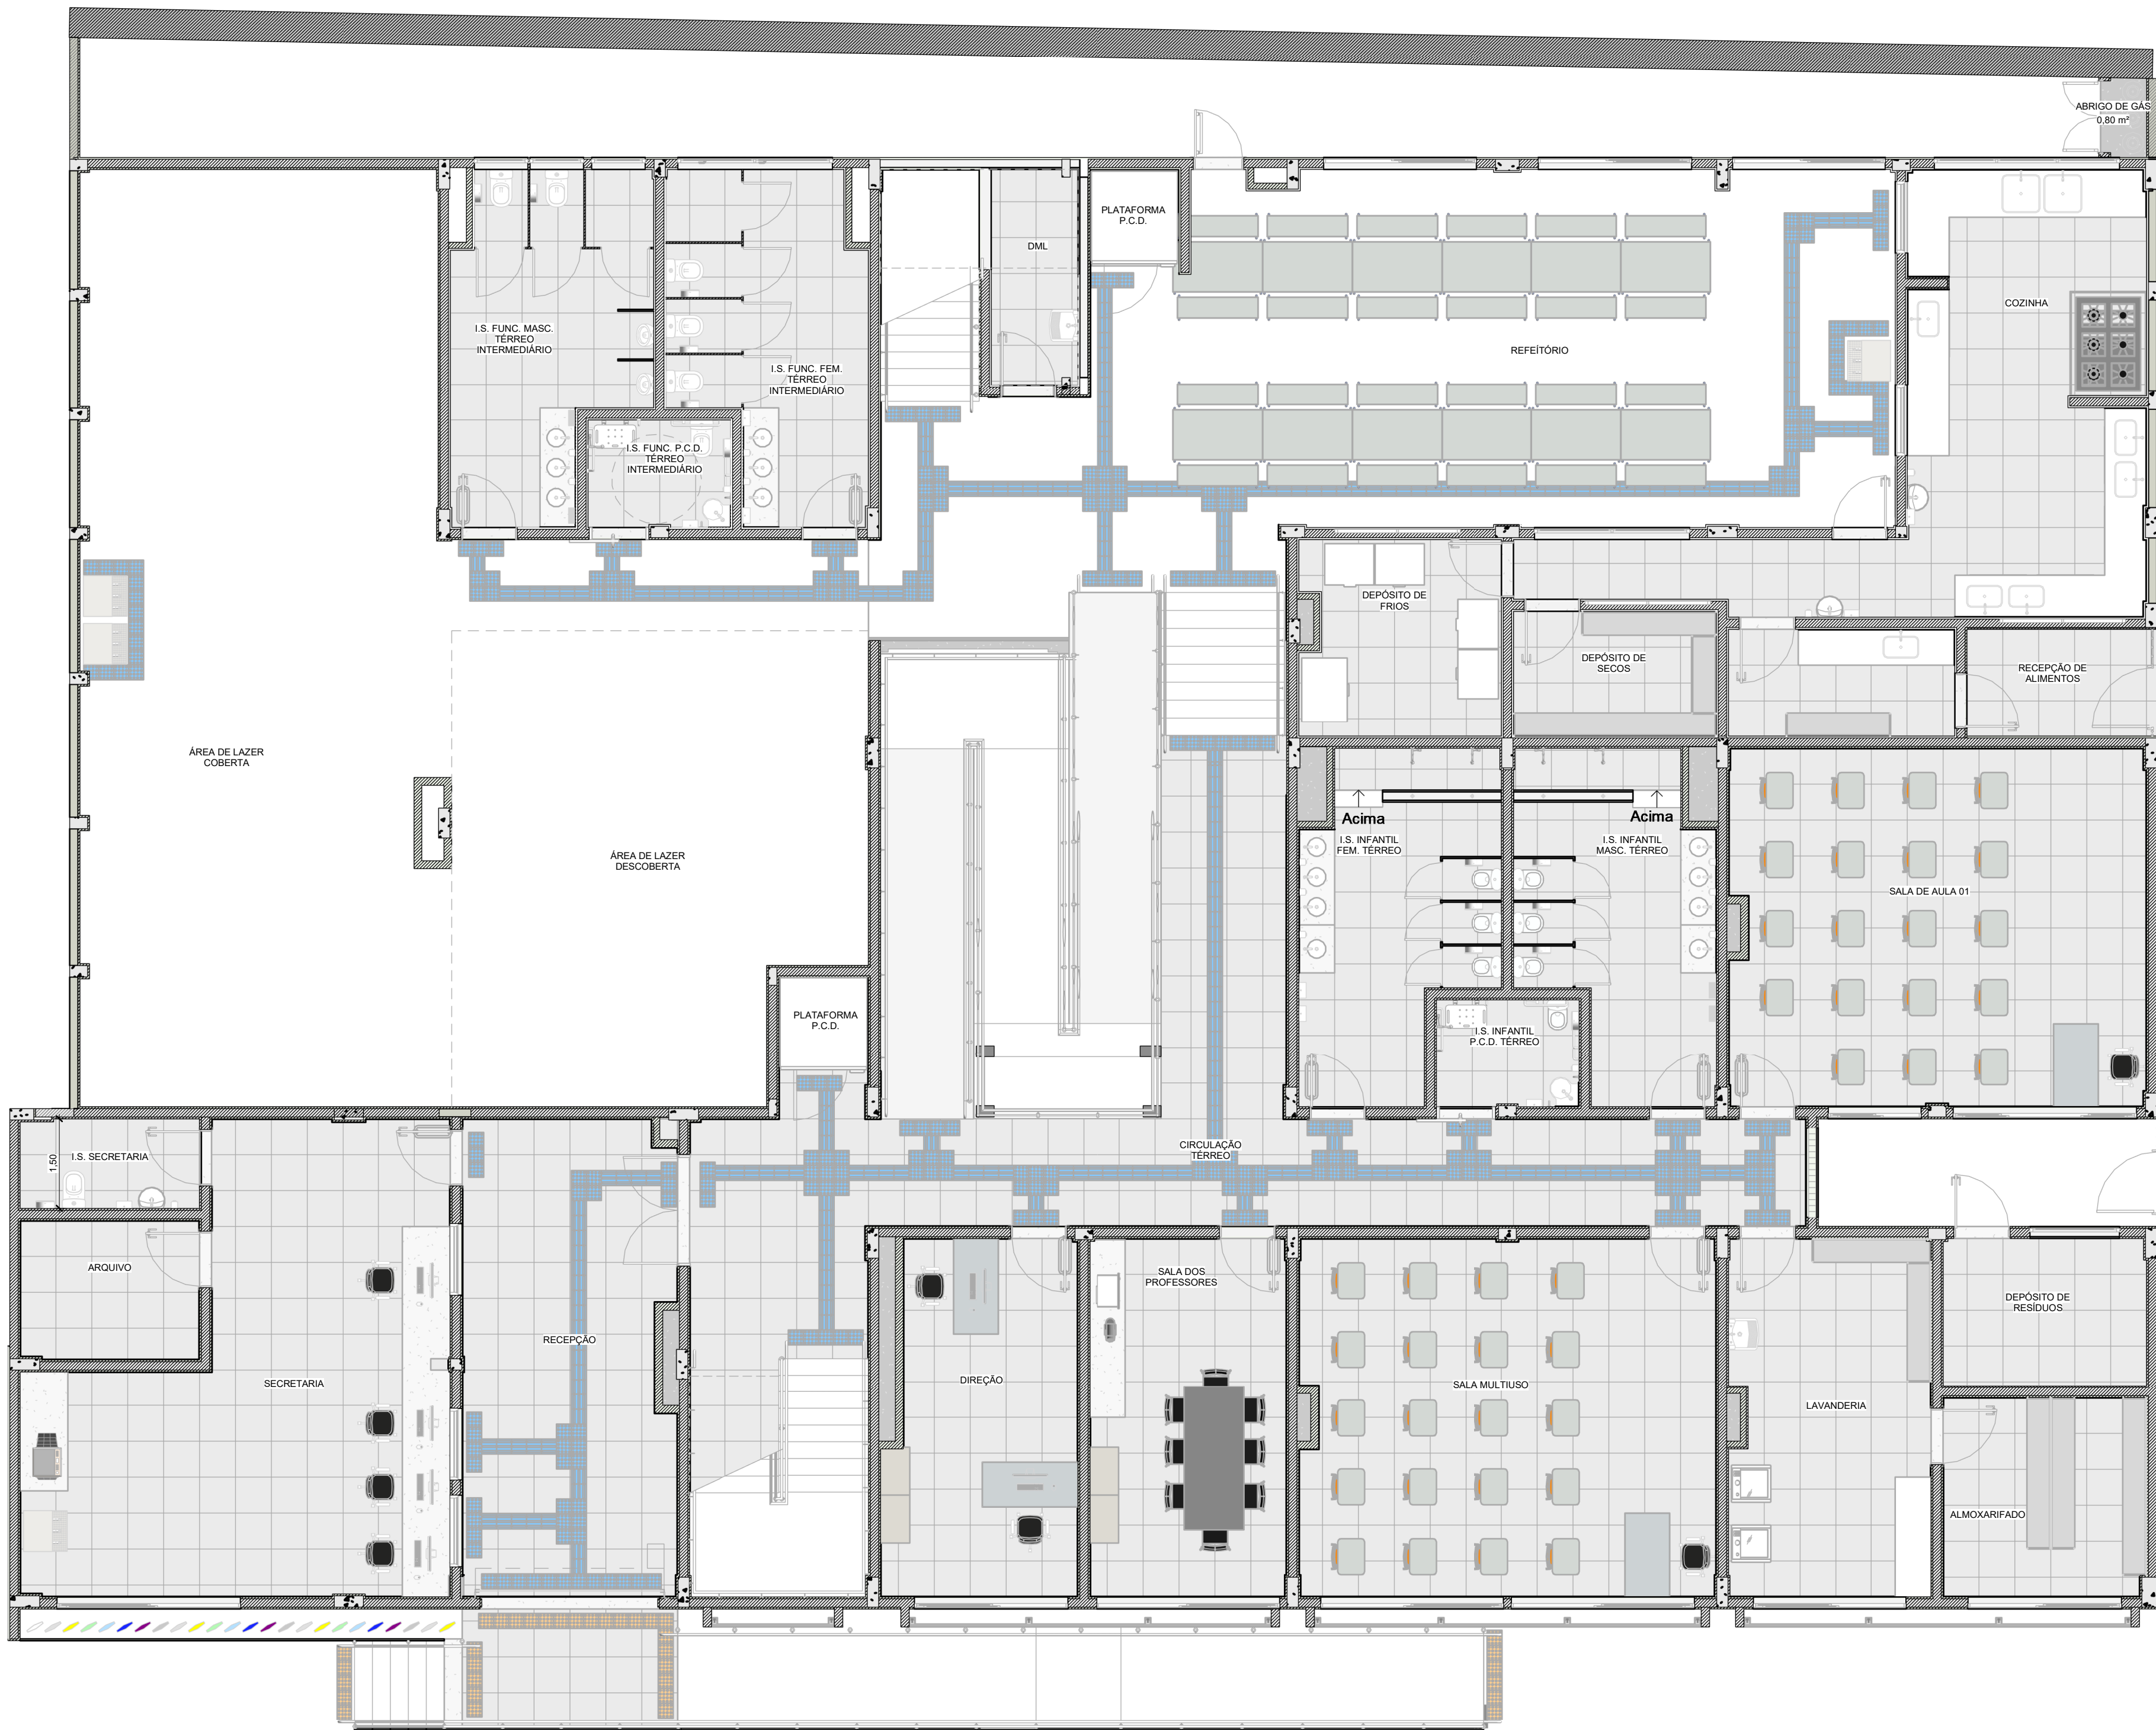 ABRIGO DE GÁS
0,80 m²
PLATAFORMA
P.C.D.
DML
COZINHA
I.S. FUNC. MASC.
TÉRREO
INTERMEDIÁRIO
REFEÍTÓRIO
I.S. FUNC. FEM.
TÉRREO
INTERMEDIÁRIO
I.S. FUNC. P.C.D.
TÉRREO
INTERMEDIÁRIO
DEPÓSITO DE
FRIOS
DEPÓSITO DE
SECOS
RECEPÇÃO DE
ALIMENTOS
ÁREA DE LAZER
COBERTA
Acima
Acima
I.S. INFANTIL
FEM. TÉRREO
I.S. INFANTIL
MASC. TÉRREO
ÁREA DE LAZER
DESCOBERTA
SALA DE AULA 01
PLATAFORMA
P.C.D.
I.S. INFANTIL
P.C.D. TÉRREO
CIRCULAÇÃO
TÉRREO
1,50
I.S. SECRETARIA
ARQUIVO
SALA DOS
PROFESSORES
DEPÓSITO DE
RESÍDUOS
RECEPÇÃO
SECRETARIA
DIREÇÃO
SALA MULTIUSO
LAVANDERIA
ALMOXARIFADO